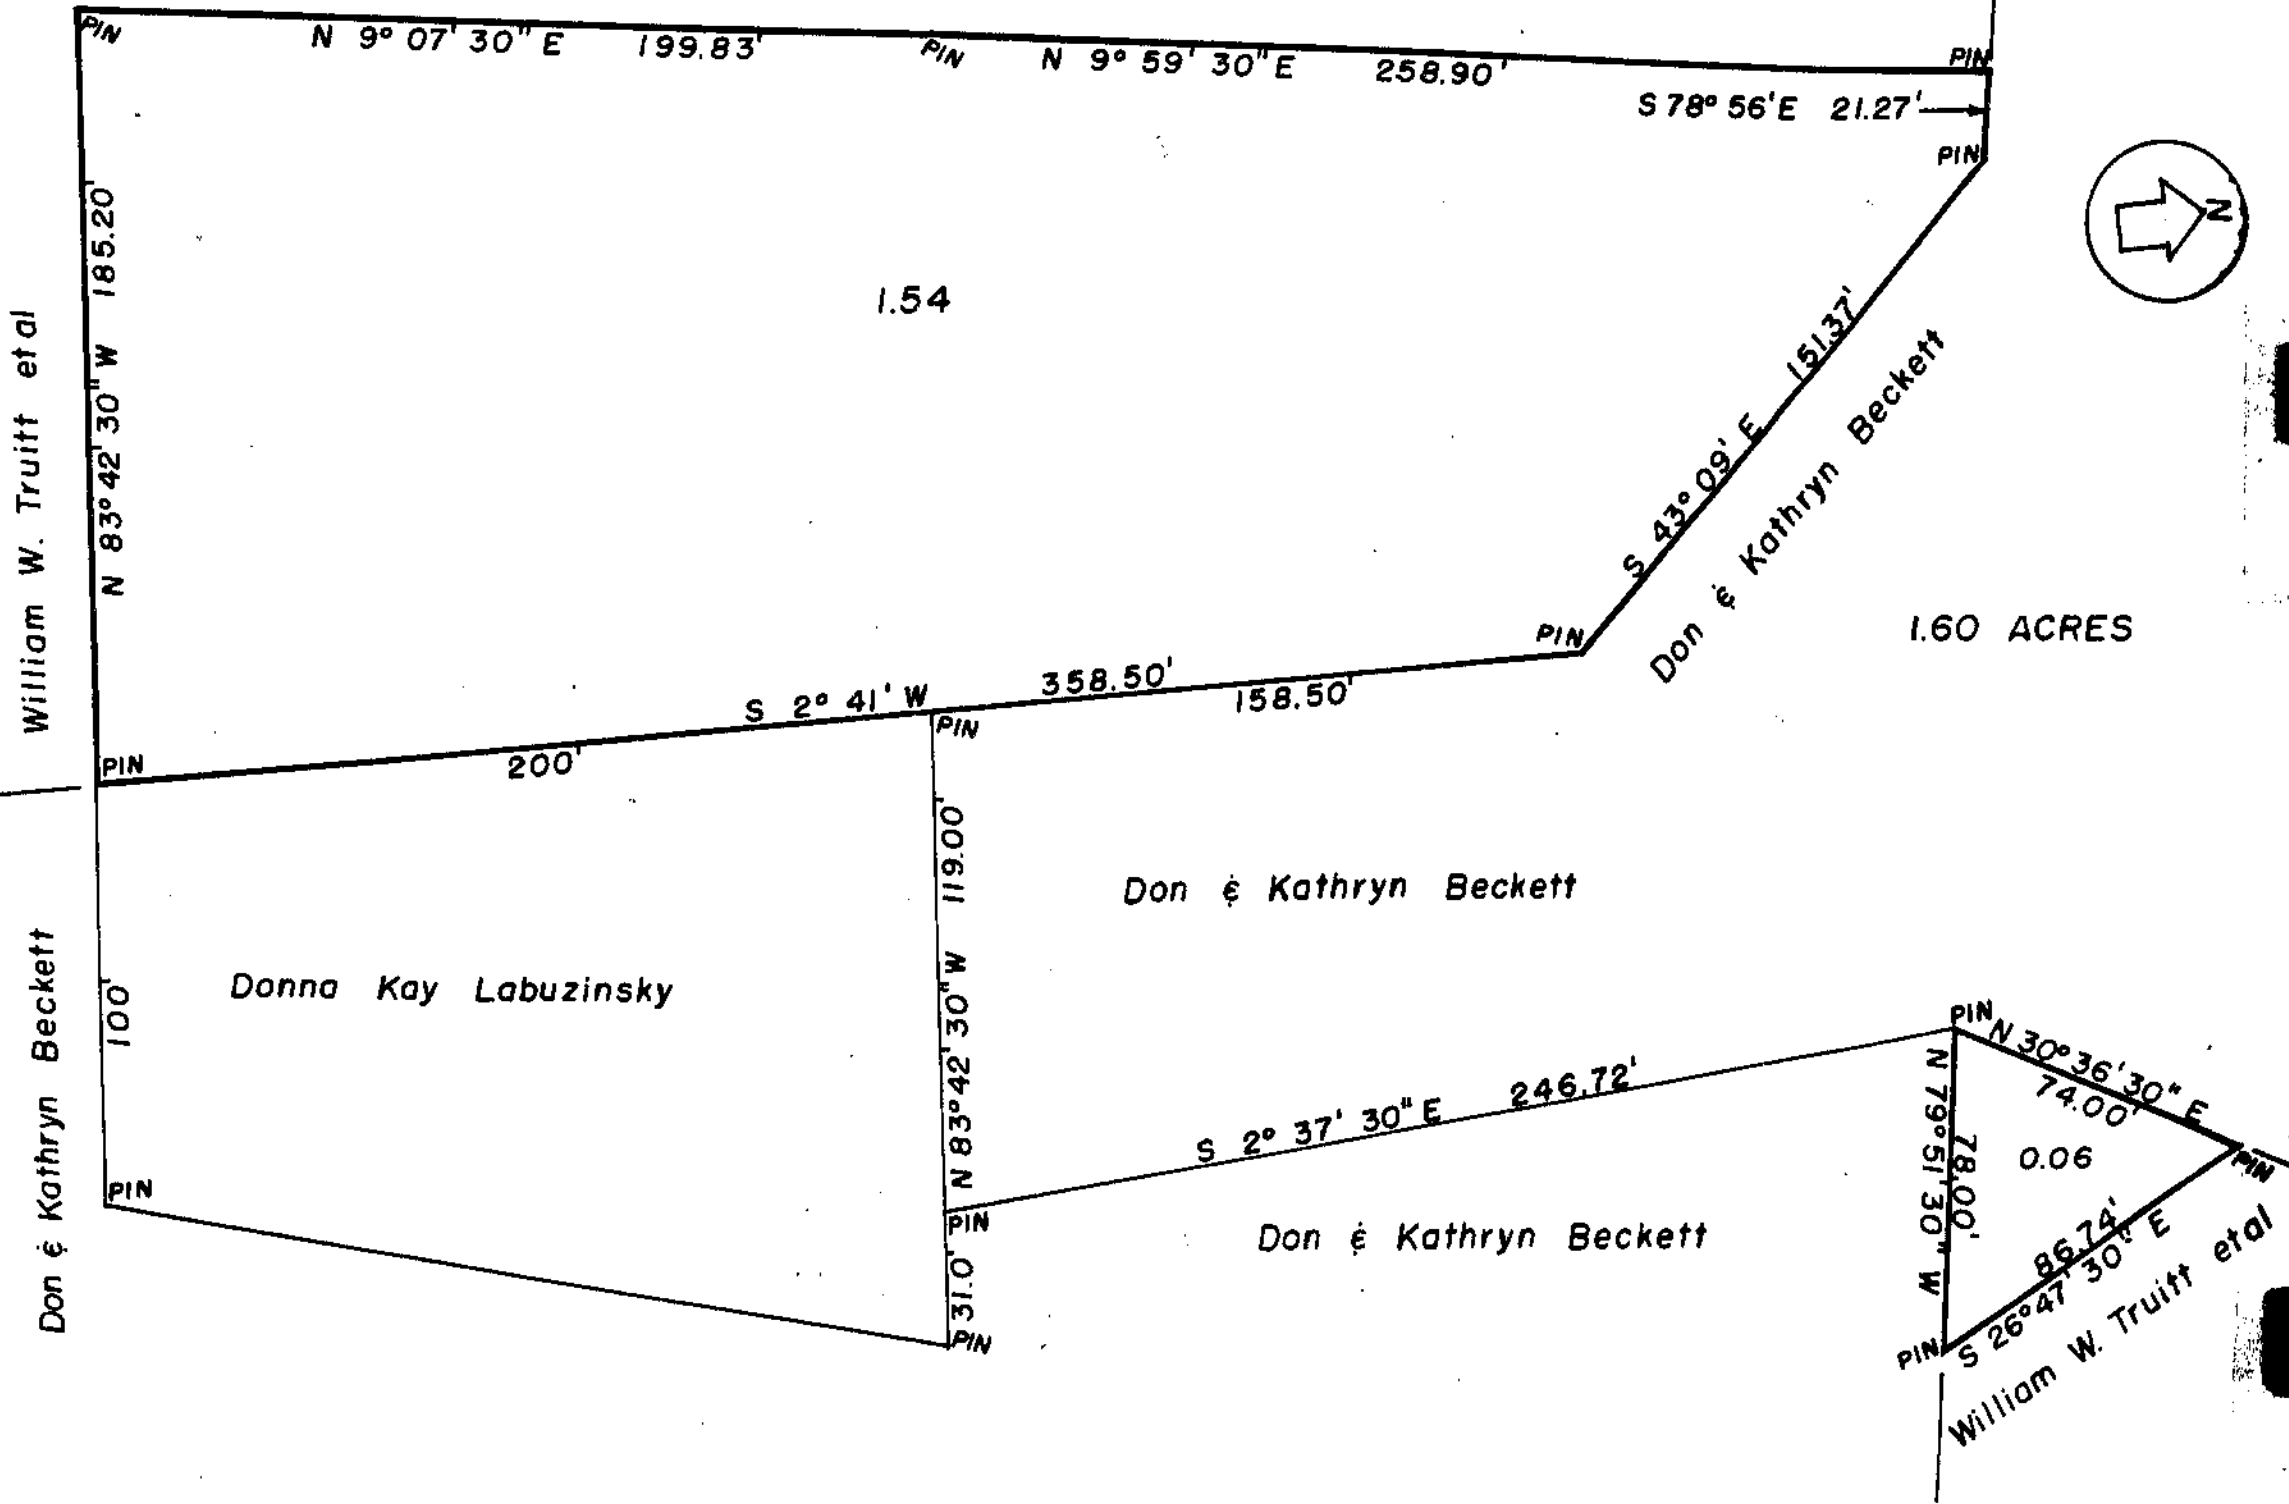 PIN
N 9° 07' 30" E 199.83'
PIN
N 9° 59' 30" E 258.90'
PIN
S 78° 56' E 21.27'
PIN
N
William W. Truitt et al
N 83° 42' 30" W 185.20'
1.54
S 43° 09' E 151.37'
Don & Kathryn Beckett
1.60 ACRES
PIN
S 2° 41' W 358.50'
158.50'
PIN
200'
PIN
Don & Kathryn Beckett
100'
Donna Kay Labuzinsky
N 83° 42' 30" W 119.00'
Don & Kathryn Beckett
PIN
S 2° 37' 30" E 246.72'
PIN
31.0'
PIN
Don & Kathryn Beckett
PIN
N 30° 36' 30" E
74.00'
N 79° 51' 30" W
78.00'
0.06
PIN
86.74'
S 26° 47' 30" E
PIN
William W. Truitt et al